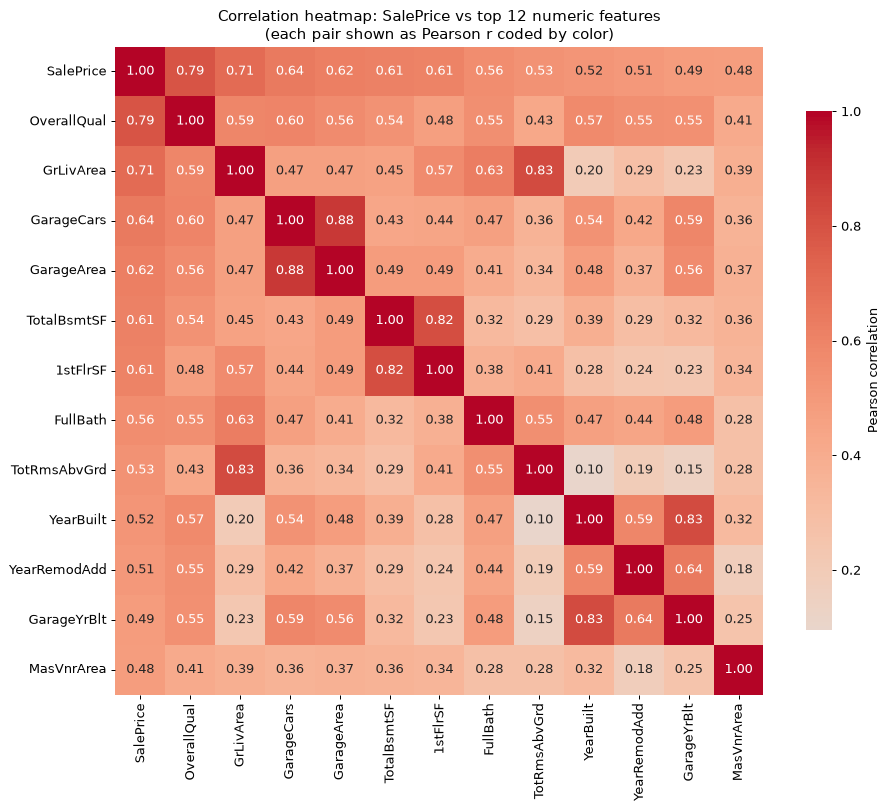 Correlation heatmap: SalePrice vs top 12 numeric features
(each pair shown as Pearson r coded by color)
SalePrice 1.00 0.79 0.71 0.64 0.62 0.61 0.61 0.56 0.53 0.52 0.51 0.49 0.48
OverallQual 0.79 1.00 0.59 0.60 0.56 0.54 0.48 0.55 0.43 0.57 0.55 0.55 0.41
GrLivArea 0.71 0.59 1.00 0.47 0.47 0.45 0.57 0.63 0.83 0.20 0.29 0.23 0.39
GarageCars 0.64 0.60 0.47 1.00 0.88 0.43 0.44 0.47 0.36 0.54 0.42 0.59 0.36
GarageArea 0.62 0.56 0.47 0.88 1.00 0.49 0.49 0.41 0.34 0.48 0.37 0.56 0.37
TotalBsmtSF 0.61 0.54 0.45 0.43 0.49 1.00 0.82 0.32 0.29 0.39 0.29 0.32 0.36
1stFlrSF 0.61 0.48 0.57 0.44 0.49 0.82 1.00 0.38 0.41 0.28 0.24 0.23 0.34
FullBath 0.56 0.55 0.63 0.47 0.41 0.32 0.38 1.00 0.55 0.47 0.44 0.48 0.28
TotRmsAbvGrd 0.53 0.43 0.83 0.36 0.34 0.29 0.41 0.55 1.00 0.10 0.19 0.15 0.28
YearBuilt 0.52 0.57 0.20 0.54 0.48 0.39 0.28 0.47 0.10 1.00 0.59 0.83 0.32
YearRemodAdd 0.51 0.55 0.29 0.42 0.37 0.29 0.24 0.44 0.19 0.59 1.00 0.64 0.18
GarageYrBlt 0.49 0.55 0.23 0.59 0.56 0.32 0.23 0.48 0.15 0.83 0.64 1.00 0.25
MasVnrArea 0.48 0.41 0.39 0.36 0.37 0.36 0.34 0.28 0.28 0.32 0.18 0.25 1.00
SalePrice
OverallQual
GrLivArea
GarageCars
GarageArea
TotalBsmtSF
1stFlrSF
FullBath
TotRmsAbvGrd
YearBuilt
YearRemodAdd
GarageYrBlt
MasVnrArea
1.0
0.8
0.6
0.4
0.2
Pearson correlation